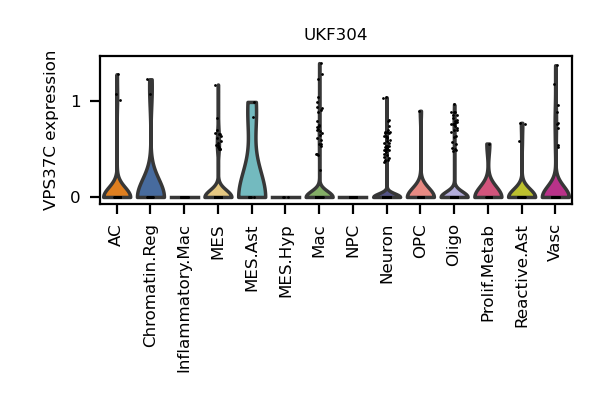 UKF304
VPS37C expression
1
0
AC
Chromatin.Reg
Inflammatory.Mac
MES
MES.Ast
MES.Hyp
Mac
NPC
Neuron
OPC
Oligo
Prolif.Metab
Reactive.Ast
Vasc